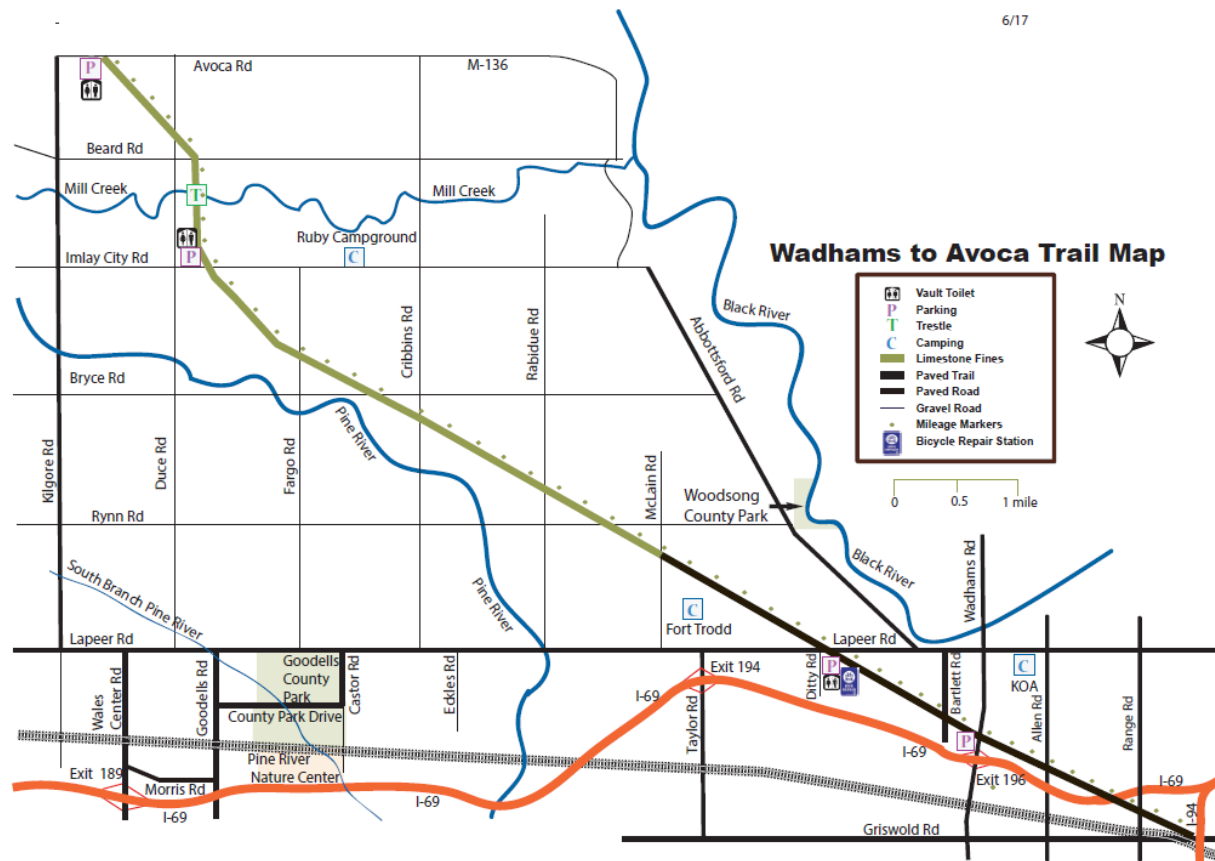 6/17
P
Avoca Rd
M-136
Beard Rd
Mill Creek
T
Mill Creek
Ruby Campground
Imlay City Rd
P
C
Wadhams to Avoca Trail Map
Vault Toilet
P Parking
T Trestle
C Camping
Limestone Fines
Paved Trail
Paved Road
Gravel Road
Mileage Markers
Bicycle Repair Station
0 0.5 1 mile
N
Black River
Abbottsford Rd
Cribbins Rd
Rabidue Rd
Bryce Rd
Pine River
Kilgore Rd
Duce Rd
Fargo Rd
McLain Rd
Woodsong
County Park
Rynn Rd
Black River
Wadhams Rd
South Branch Pine River
Pine River
C
Fort Trodd
Lapeer Rd
Lapeer Rd
Goodells
County
Park
Wales
Center Rd
Goodells Rd
Castor Rd
Eckles Rd
Exit 194
Ditty Rd
P
Bartlett Rd
C
KOA
I-69
County Park Drive
Taylor Rd
Allen Rd
Range Rd
P
I-69
Pine River
Nature Center
Exit 189
Morris Rd
I-69
I-69
Exit 196
I-69
I-94
Griswold Rd